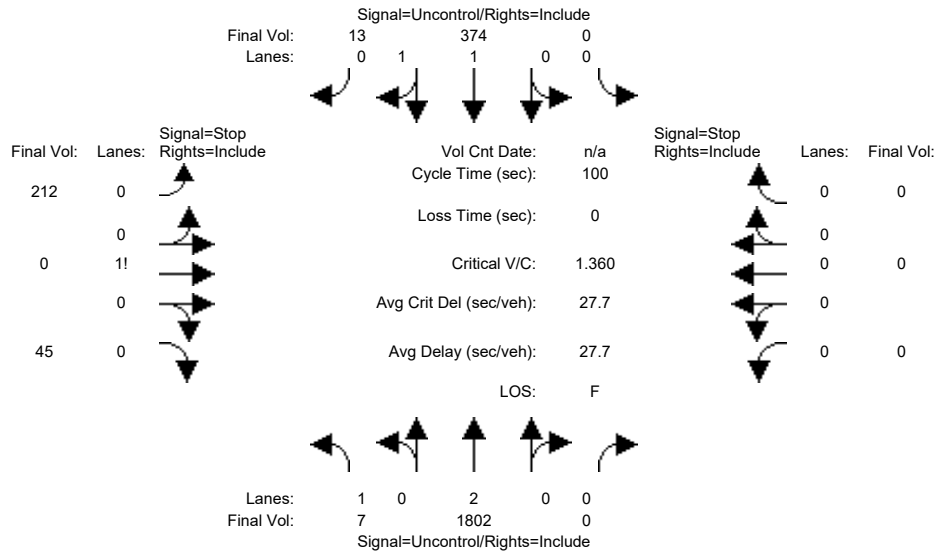 Signal=Uncontrol/Rights=Include
Final Vol: 13 374 0
Lanes: 0 1 1 0 0
Signal=Stop
Final Vol: Lanes: Rights=Include
Vol Cnt Date: n/a
Signal=Stop
Rights=Include Lanes: Final Vol:
Cycle Time (sec): 100
212 0
0 0
Loss Time (sec): 0
0
0
0 1!
Critical V/C: 1.360
0 0
0
Avg Crit Del (sec/veh): 27.7
0
45 0
Avg Delay (sec/veh): 27.7
0 0
LOS: F
Lanes: 1 0 2 0 0
Final Vol: 7 1802 0
Signal=Uncontrol/Rights=Include